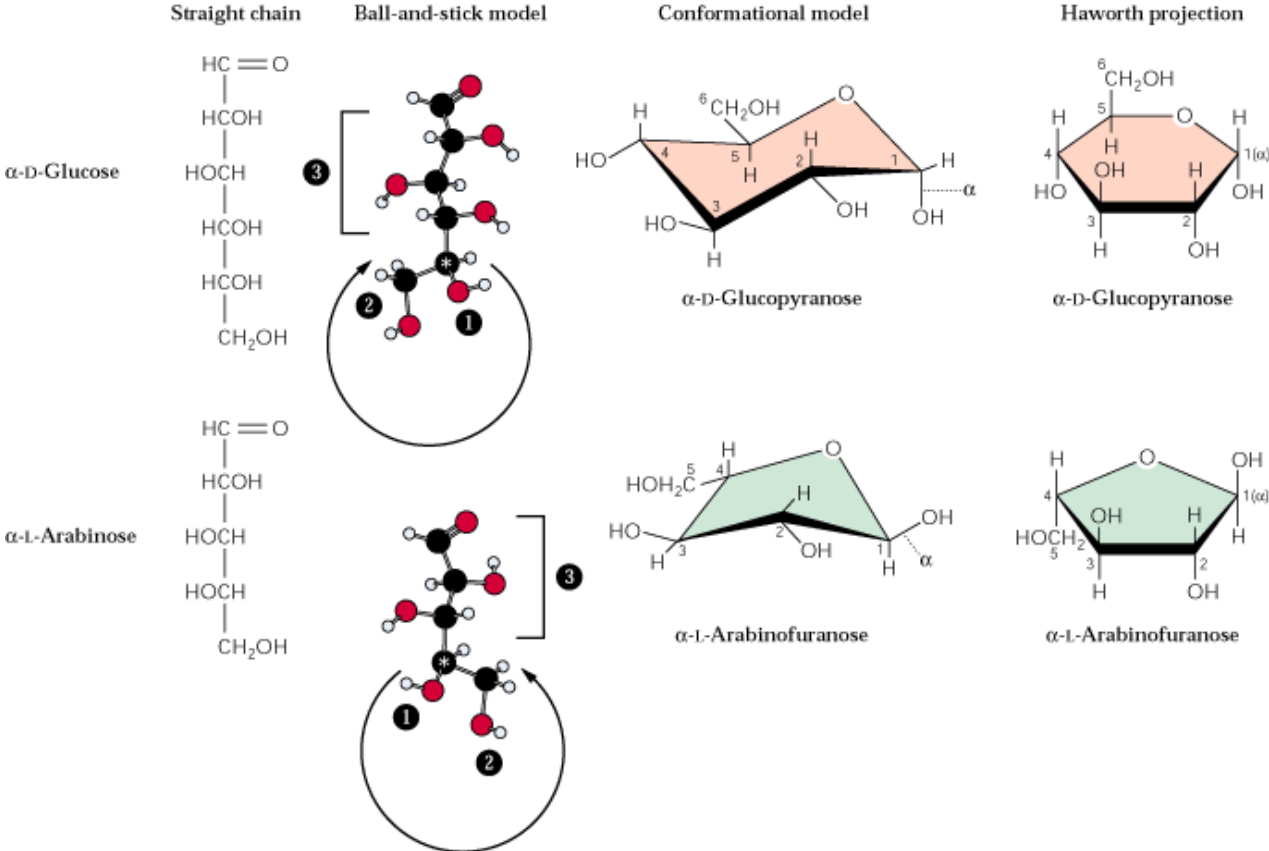 Straight chain
Ball-and-stick model
Conformational model
Haworth projection
α-D-Glucose
HC=O
HCOH
HOCH
HCOH
HCOH
CH₂OH
3
2
1
*
H
HO
4
⁶CH₂OH
5
H
O
H
2
1
H
α
OH
OH
3
HO
H
α-D-Glucopyranose
6
CH₂OH
5
O
H
H
4
H
OH
H
1(α)
HO
OH
3
2
H
OH
α-D-Glucopyranose
α-L-Arabinose
HC=O
HCOH
HOCH
HOCH
CH₂OH
3
*
1
2
H
O
5
4
HOH₂C
H
HO
OH
2
H
3
OH
1
H
α
α-L-Arabinofuranose
H
O
OH
4
1(α)
OH
H
HOCH₂
H
5
3
2
H
OH
α-L-Arabinofuranose